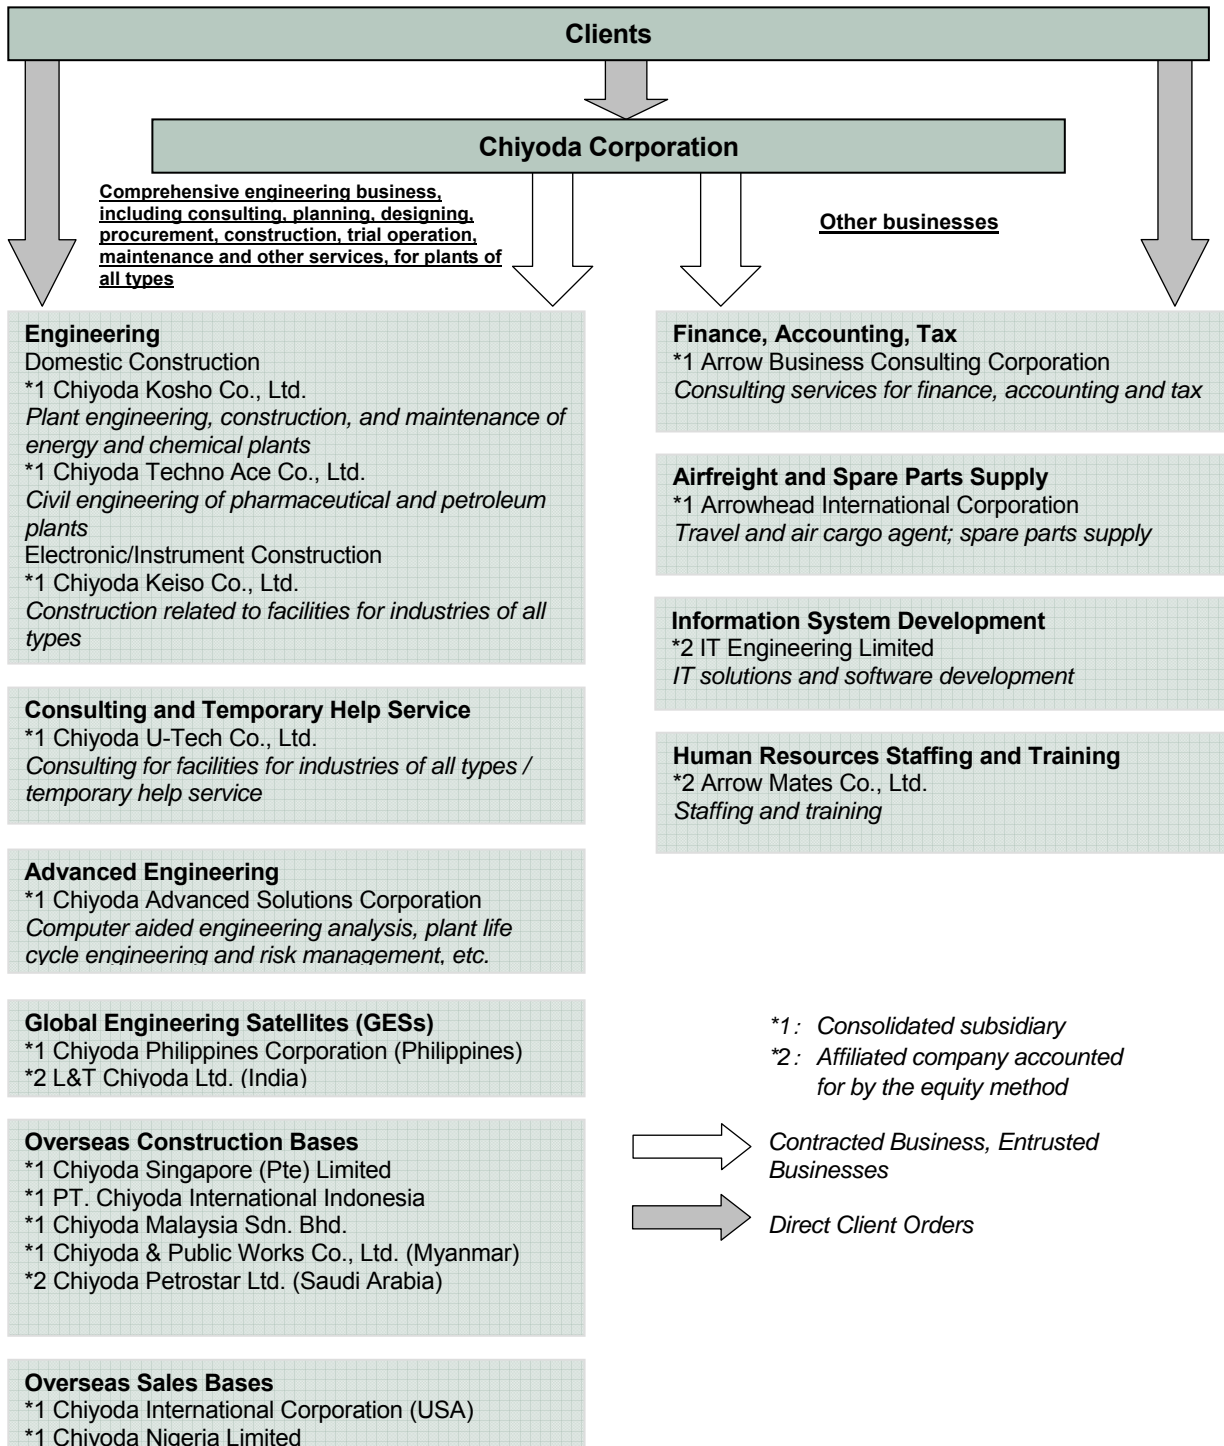 Clients
Chiyoda Corporation
Comprehensive engineering business,
including consulting, planning, designing,
procurement, construction, trial operation,
maintenance and other services, for plants of
all types
Other businesses
Engineering
Domestic Construction
*1 Chiyoda Kosho Co., Ltd.
Plant engineering, construction, and maintenance of
energy and chemical plants
*1 Chiyoda Techno Ace Co., Ltd.
Civil engineering of pharmaceutical and petroleum
plants
Electronic/Instrument Construction
*1 Chiyoda Keiso Co., Ltd.
Construction related to facilities for industries of all
types
Consulting and Temporary Help Service
*1 Chiyoda U-Tech Co., Ltd.
Consulting for facilities for industries of all types /
temporary help service
Advanced Engineering
*1 Chiyoda Advanced Solutions Corporation
Computer aided engineering analysis, plant life
cycle engineering and risk management, etc.
Global Engineering Satellites (GESs)
*1 Chiyoda Philippines Corporation (Philippines)
*2 L&T Chiyoda Ltd. (India)
Overseas Construction Bases
*1 Chiyoda Singapore (Pte) Limited
*1 PT. Chiyoda International Indonesia
*1 Chiyoda Malaysia Sdn. Bhd.
*1 Chiyoda & Public Works Co., Ltd. (Myanmar)
*2 Chiyoda Petrostar Ltd. (Saudi Arabia)
Overseas Sales Bases
*1 Chiyoda International Corporation (USA)
*1 Chiyoda Nigeria Limited
Finance, Accounting, Tax
*1 Arrow Business Consulting Corporation
Consulting services for finance, accounting and tax
Airfreight and Spare Parts Supply
*1 Arrowhead International Corporation
Travel and air cargo agent; spare parts supply
Information System Development
*2 IT Engineering Limited
IT solutions and software development
Human Resources Staffing and Training
*2 Arrow Mates Co., Ltd.
Staffing and training
*1: Consolidated subsidiary
*2: Affiliated company accounted
for by the equity method
Contracted Business, Entrusted
Businesses
Direct Client Orders